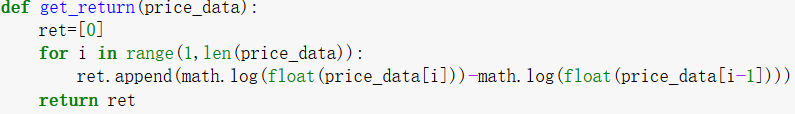 def get_return(price_data):
    ret=[0]
    for i in range(1,len(price_data)):
        ret.append(math.log(float(price_data[i]))-math.log(float(price_data[i-1])))
    return ret